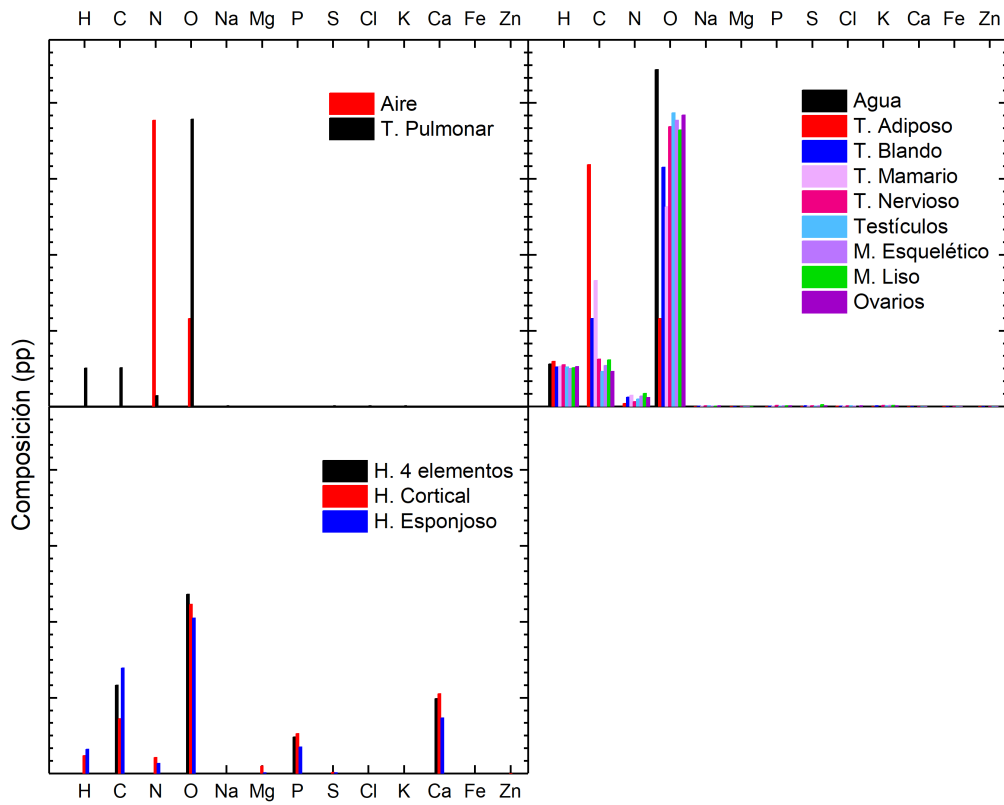 H C N O Na Mg P S Cl K Ca Fe Zn H C N O Na Mg P S Cl K Ca Fe Zn
Aire
T. Pulmonar
Agua
T. Adiposo
T. Blando
T. Mamario
T. Nervioso
Testículos
M. Esquelético
M. Liso
Ovarios
Composición (pp)
H. 4 elementos
H. Cortical
H. Esponjoso
H C N O Na Mg P S Cl K Ca Fe Zn